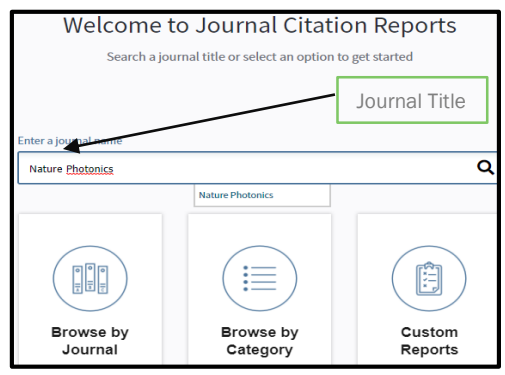 Welcome to Journal Citation Reports
Search a journal title or select an option to get started
Journal Title
Enter a journal name
Nature Photonics
Nature Photonics
Browse by
Journal
Browse by
Category
Custom
Reports